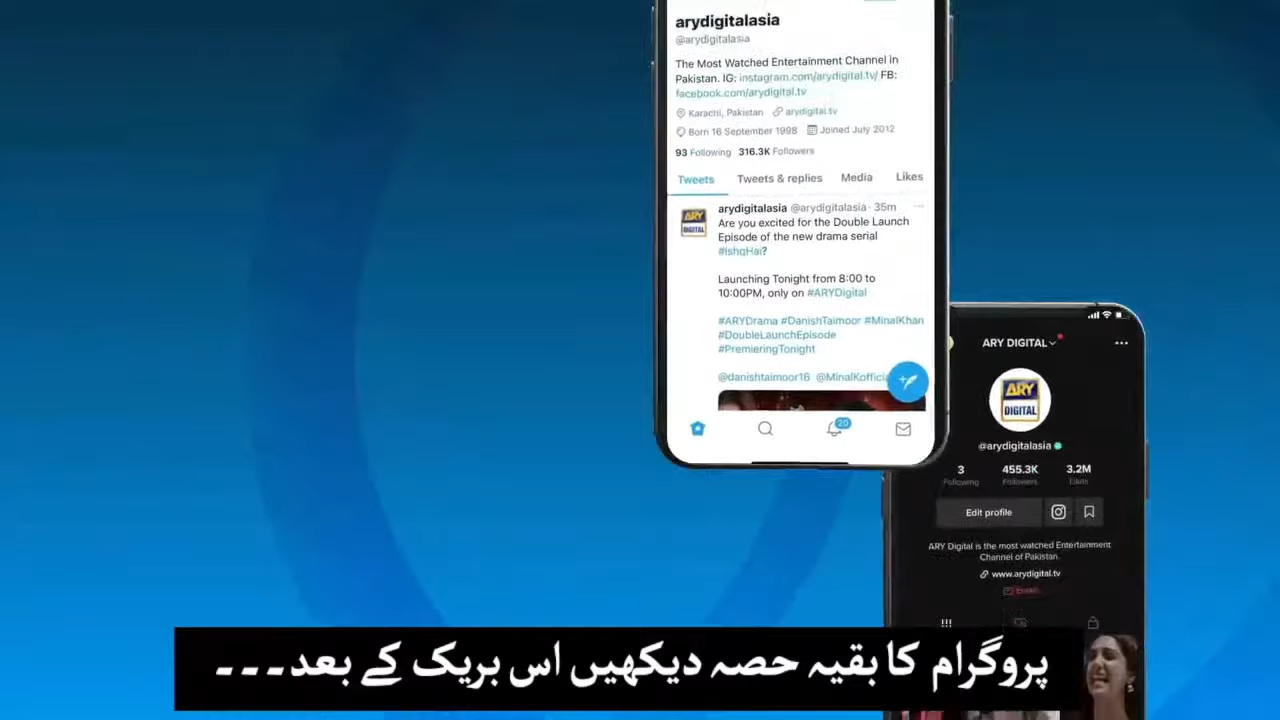 arydigitalasia
@arydigitalasia
The Most Watched Entertainment Channel in
Pakistan. IG: instagram.com/arydigital.tv/ FB:
facebook.com/arydigital.tv
Karachi, Pakistan arydigital.tv
Born 16 September 1998 Joined July 2012
93 Following 316.3K Followers
Tweets Tweets & replies Media Likes
arydigitalasia @arydigitalasia · 35m
ARY
DIGITAL
Are you excited for the Double Launch
Episode of the new drama serial
#IshqHai?
Launching Tonight from 8:00 to
10:00PM, only on #ARYDigital
#ARYDrama #DanishTaimoor #MinalKhan
#DoubleLaunchEpisode
#PremieringTonight
@danishtaimoor16
20
ARY DIGITAL
ARY
DIGITAL
@arydigitalasia
3 455.3K 3.2M
Following Followers Likes
Edit profile
ARY Digital is the most watched Entertainment
Channel of Pakistan.
www.arydigital.tv
پروگرام کا بقیہ حصہ دیکھیں اس بریک کے بعد۔۔۔